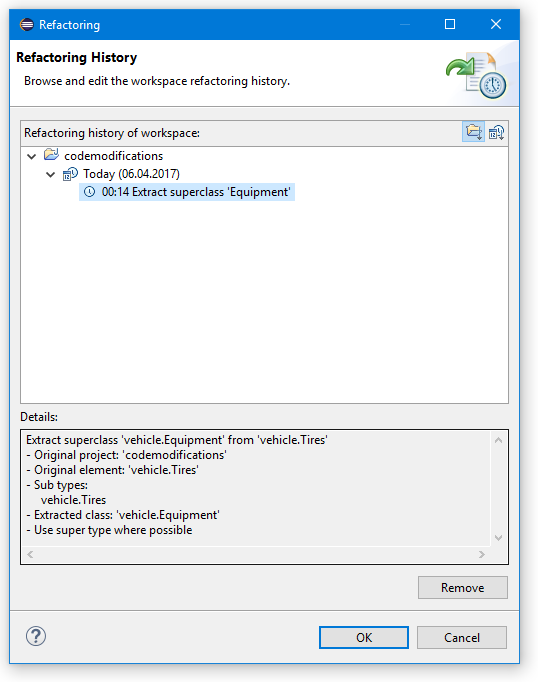 Refactoring
Refactoring History
Browse and edit the workspace refactoring history.
Refactoring history of workspace:
codemodifications
Today (06.04.2017)
00:14 Extract superclass 'Equipment'
Details:
Extract superclass 'vehicle.Equipment' from 'vehicle.Tires'
- Original project: 'codemodifications'
- Original element: 'vehicle.Tires'
- Sub types:
vehicle.Tires
- Extracted class: 'vehicle.Equipment'
- Use super type where possible
Remove
OK Cancel